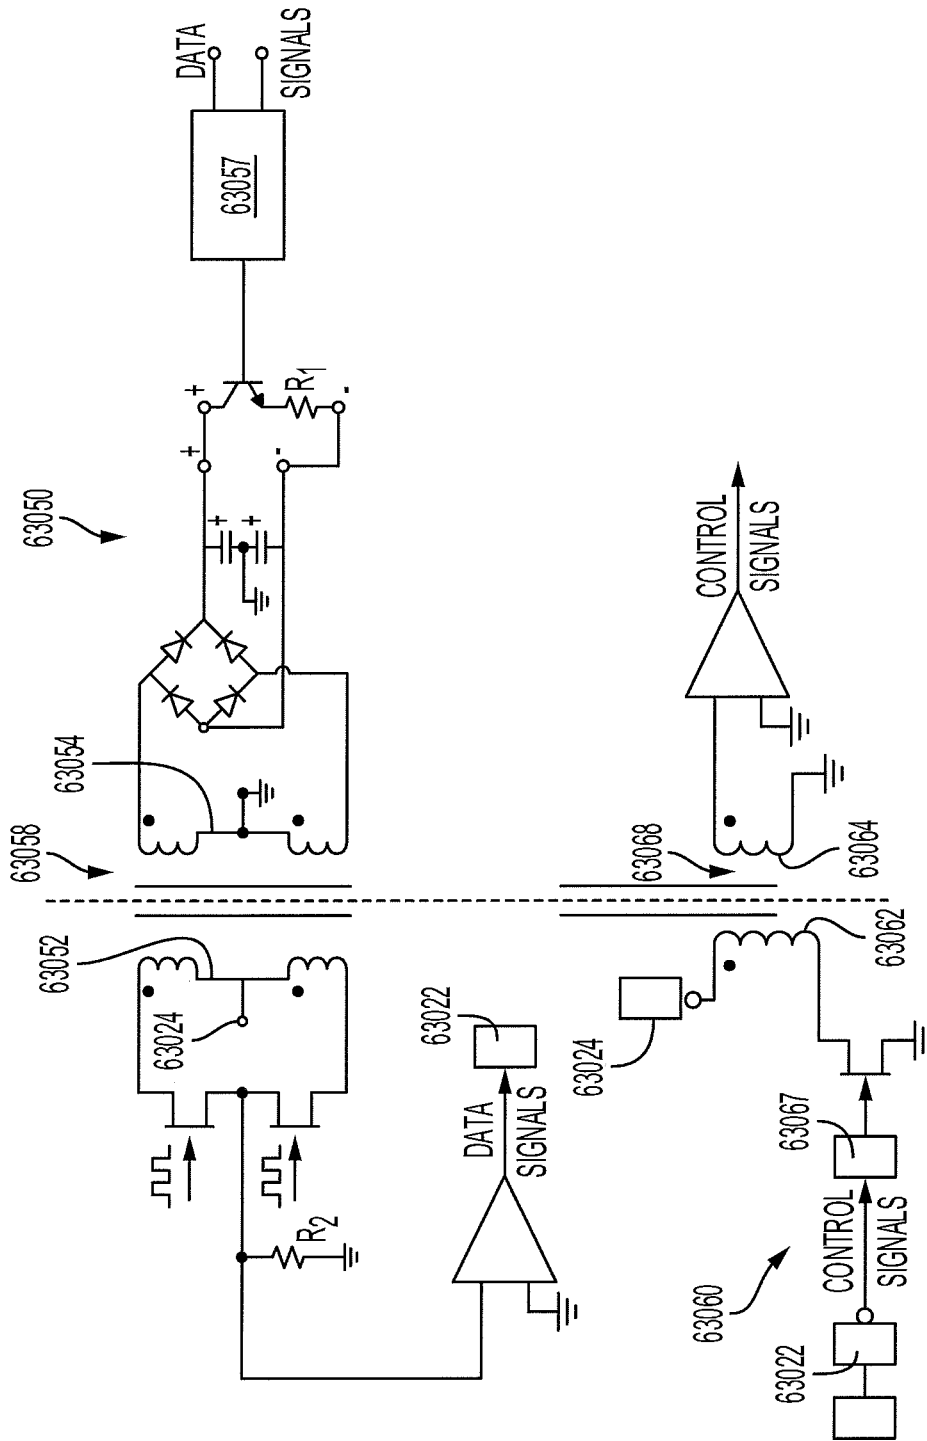 63050
63058
63054
+
+
+
+
-
-
R1
63057
DATA
SIGNALS
63052
63024
R2
DATA
SIGNALS
63022
63068
63064
CONTROL
SIGNALS
63024
63062
63067
63060
CONTROL
SIGNALS
63022